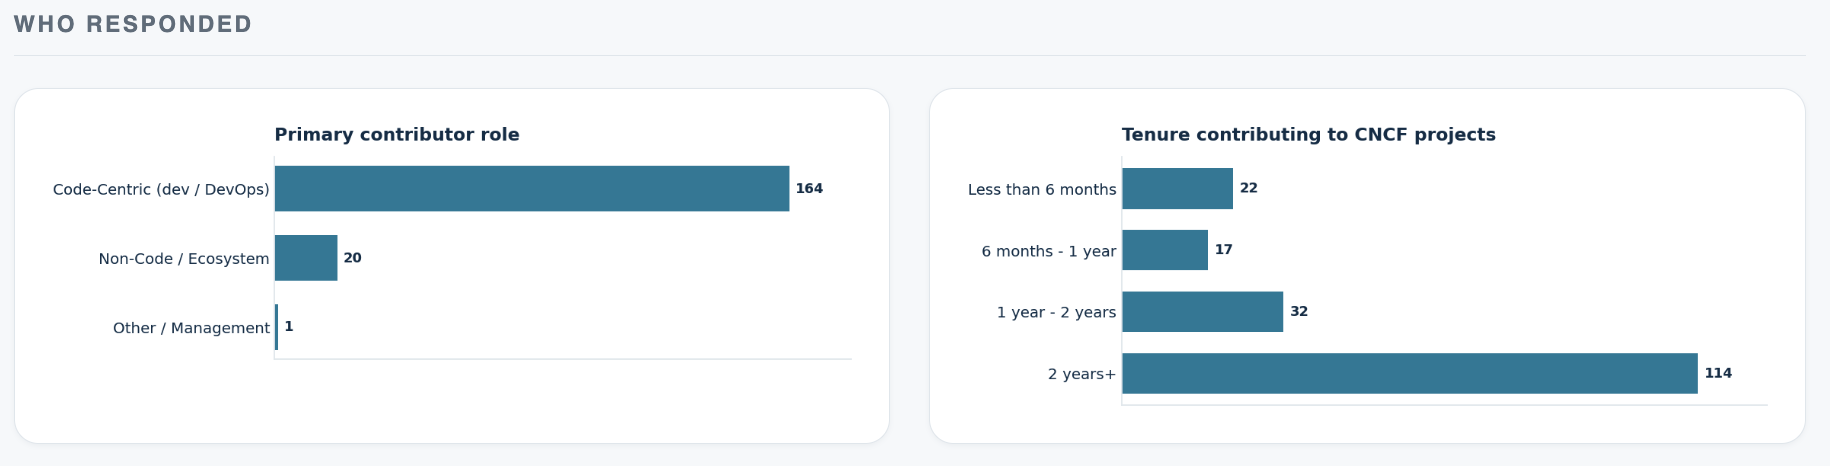 WHO RESPONDED
Primary contributor role
Code-Centric (dev / DevOps) 164
Non-Code / Ecosystem 20
Other / Management 1
Tenure contributing to CNCF projects
Less than 6 months 22
6 months - 1 year 17
1 year - 2 years 32
2 years+ 114